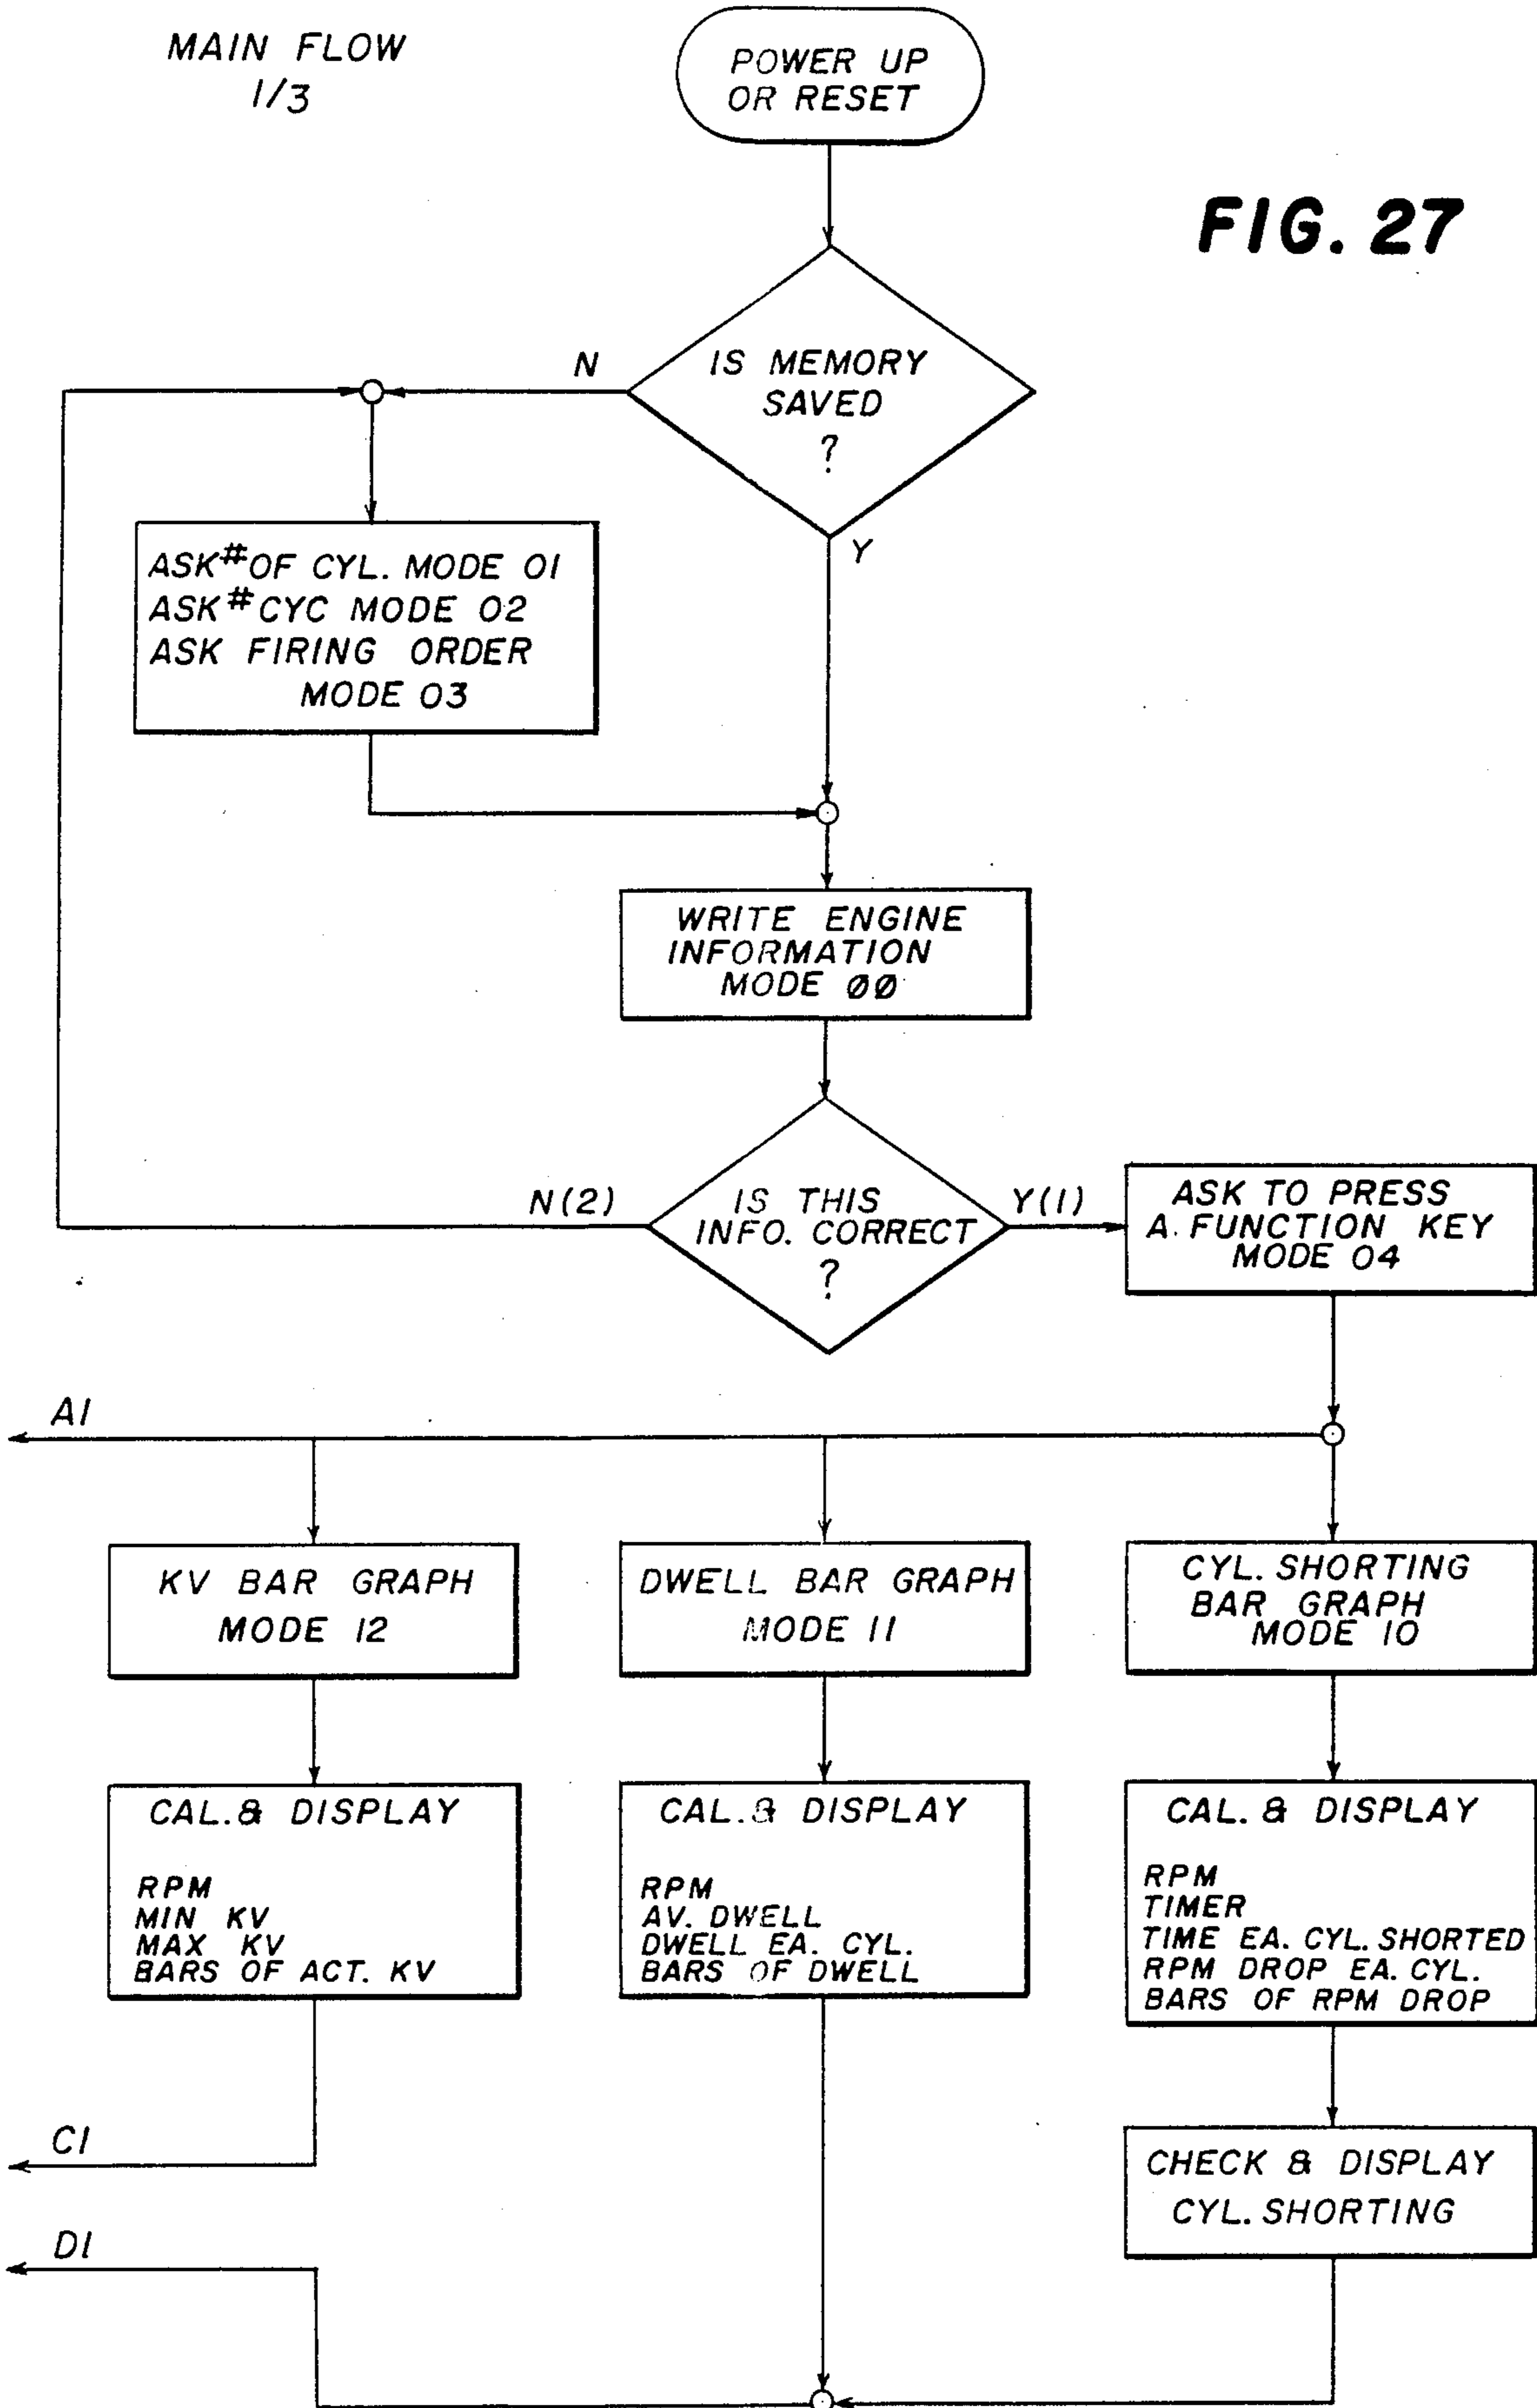 MAIN FLOW
1/3
POWER UP
OR RESET
FIG. 27
IS MEMORY
SAVED
?
N
Y
ASK # OF CYL. MODE 01
ASK # CYC MODE 02
ASK FIRING ORDER
MODE 03
WRITE ENGINE
INFORMATION
MODE 00
IS THIS
INFO. CORRECT
?
N(2)
Y(1)
ASK TO PRESS
A. FUNCTION KEY
MODE 04
A1
KV BAR GRAPH
MODE 12
DWELL BAR GRAPH
MODE 11
CYL. SHORTING
BAR GRAPH
MODE 10
CAL. & DISPLAY
RPM
MIN KV
MAX KV
BARS OF ACT. KV
CAL. & DISPLAY
RPM
AV. DWELL
DWELL EA. CYL.
BARS OF DWELL
CAL. & DISPLAY
RPM
TIMER
TIME EA. CYL. SHORTED
RPM DROP EA. CYL.
BARS OF RPM DROP
C1
CHECK & DISPLAY
CYL. SHORTING
D1